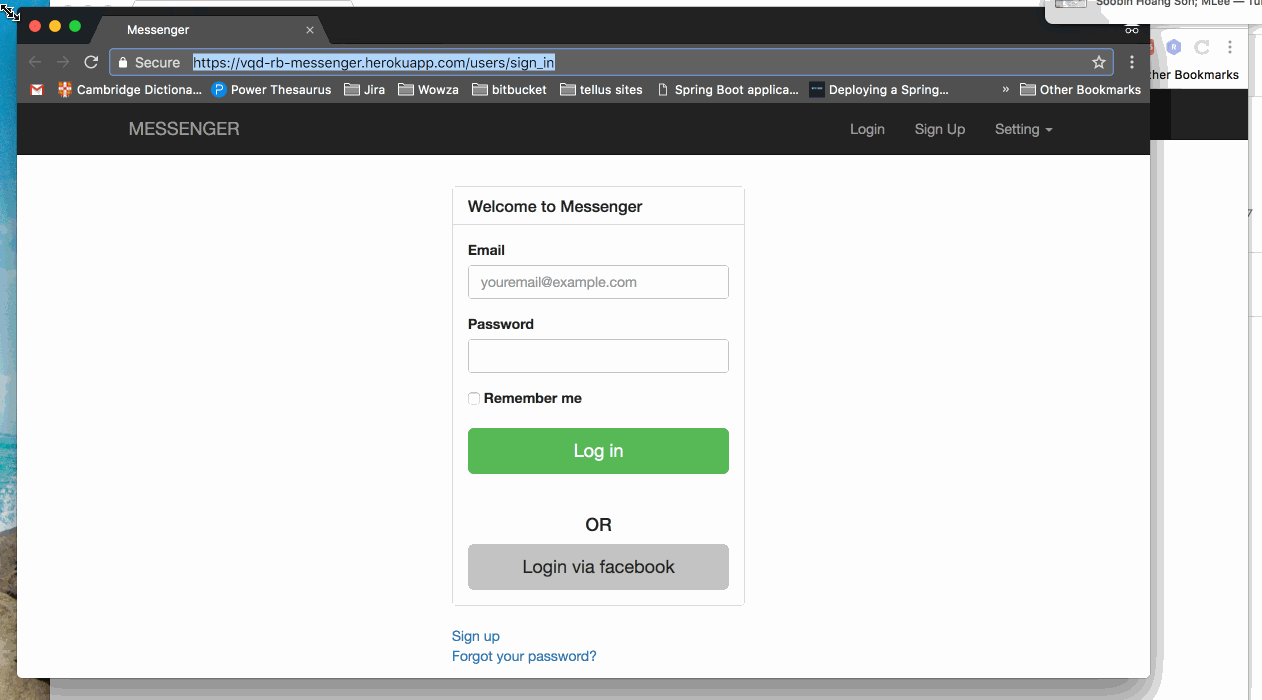 Soobin Hoang Son; MLee — Tu
Messenger
Secure https://vqd-rb-messenger.herokuapp.com/users/sign_in
Cambridge Dictiona... Power Thesaurus Jira Wowza bitbucket tellus sites Spring Boot applica... Deploying a Spring... » Other Bookmarks
her Bookmarks
MESSENGER Login Sign Up Setting
Welcome to Messenger
Email
youremail@example.com
Password
Remember me
Log in
OR
Login via facebook
Sign up
Forgot your password?